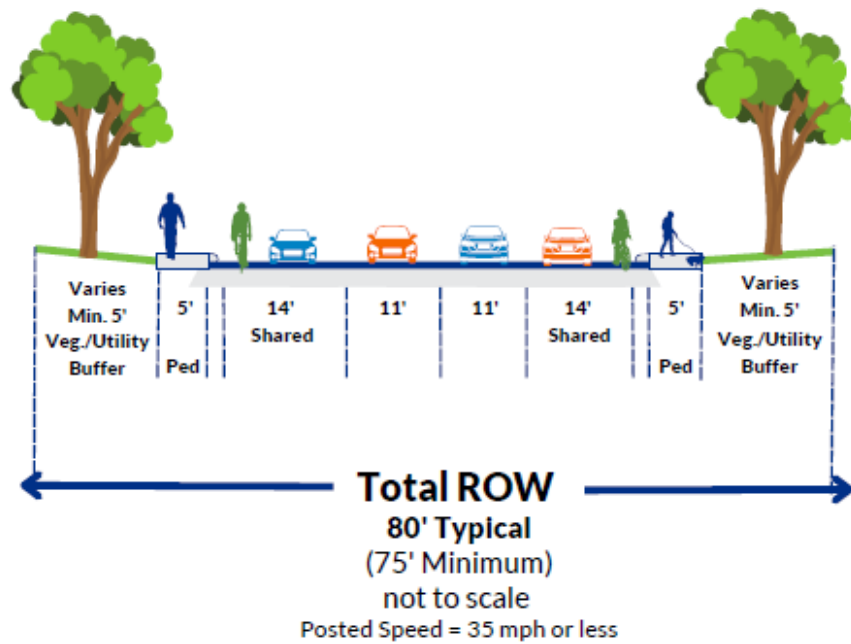 Varies
Min. 5'
Veg./Utility
Buffer
5'
Ped
14'
Shared
11'
11'
14'
Shared
5'
Ped
Varies
Min. 5'
Veg./Utility
Buffer
Total ROW
80' Typical
(75' Minimum)
not to scale
Posted Speed = 35 mph or less